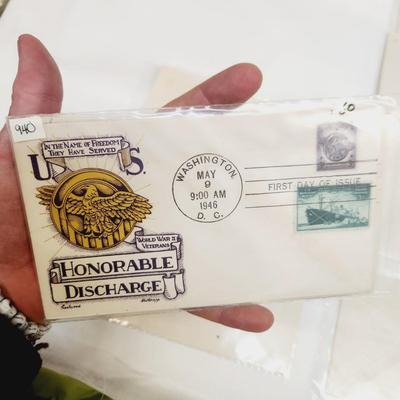 940
IN THE NAME OF FREEDOM
THEY HAVE SERVED
U. S.
WORLD WAR II
VETERANS
HONORABLE
DISCHARGE
WASHINGTON,
MAY
9
9:00 AM
1946
D. C.
FIRST DAY OF ISSUE